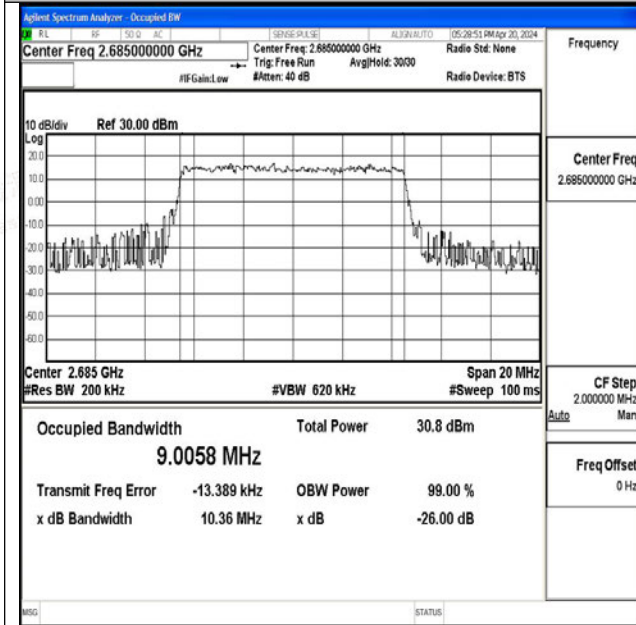 Agilent Spectrum Analyzer - Occupied BW
RL RF 50 Ω AC SENSE:PULSE ALIGNAUTO 05:28:51 PM Apr 20, 2024
Center Freq 2.685000000 GHz
Center Freq: 2.685000000 GHz
Radio Std: None
Trig: Free Run Avg|Hold: 30/30
#IFGain:Low #Atten: 40 dB Radio Device: BTS
Frequency
10 dB/div Ref 30.00 dBm
Log
20.0
10.0
0.00
-10.0
-20.0
-30.0
-40.0
-50.0
-60.0
Center 2.685 GHz Span 20 MHz
#Res BW 200 kHz #VBW 620 kHz #Sweep 100 ms
Occupied Bandwidth Total Power 30.8 dBm
9.0058 MHz
Transmit Freq Error -13.389 kHz OBW Power 99.00 %
x dB Bandwidth 10.36 MHz x dB -26.00 dB
Center Freq
2.685000000 GHz
CF Step
2.000000 MHz
Auto Man
Freq Offset
0 Hz
MSG STATUS